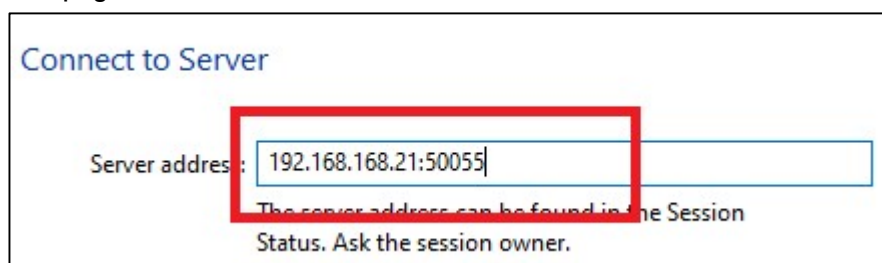 Connect to Server
Server address: 192.168.168.21:50055
The server address can be found in the Session
Status. Ask the session owner.